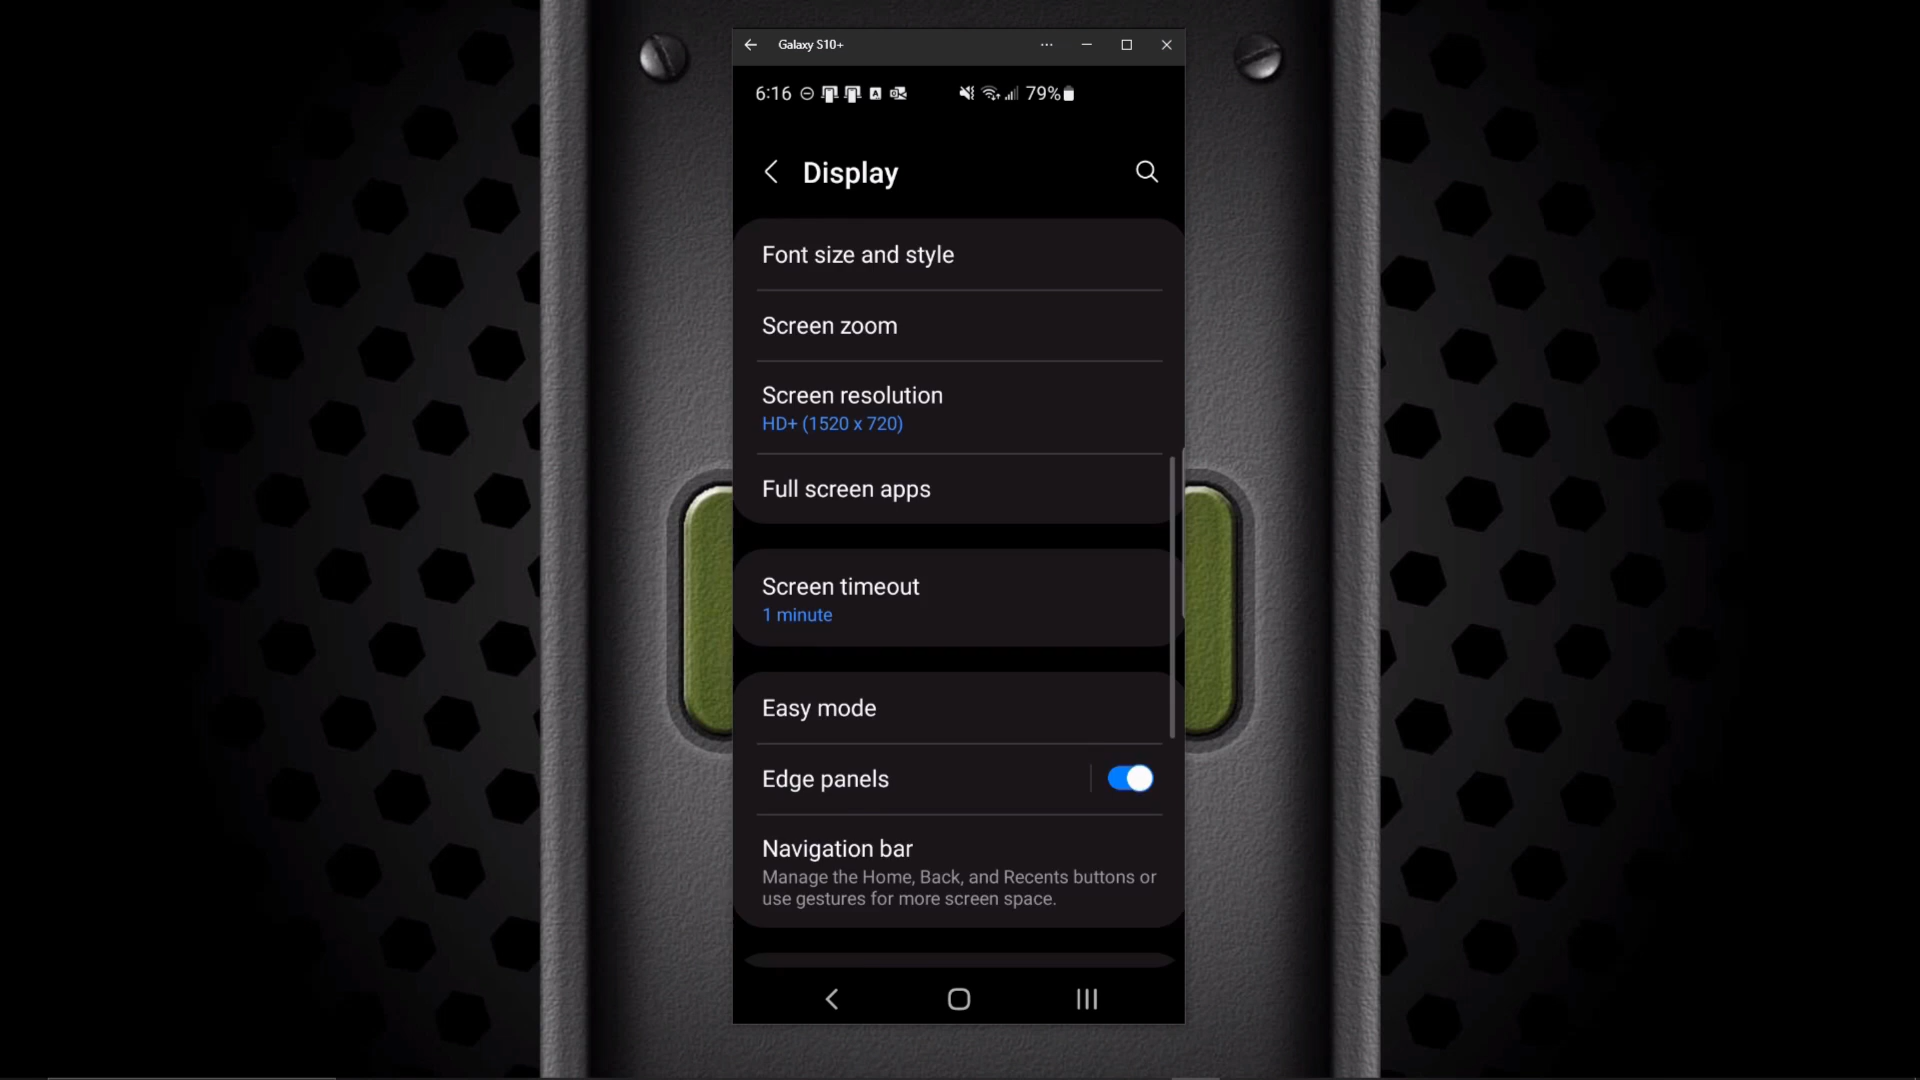 Galaxy S10+
6:16
79%
Display
Font size and style
Screen zoom
Screen resolution
HD+ (1520 x 720)
Full screen apps
Screen timeout
1 minute
Easy mode
Edge panels
Navigation bar
Manage the Home, Back, and Recents buttons or
use gestures for more screen space.